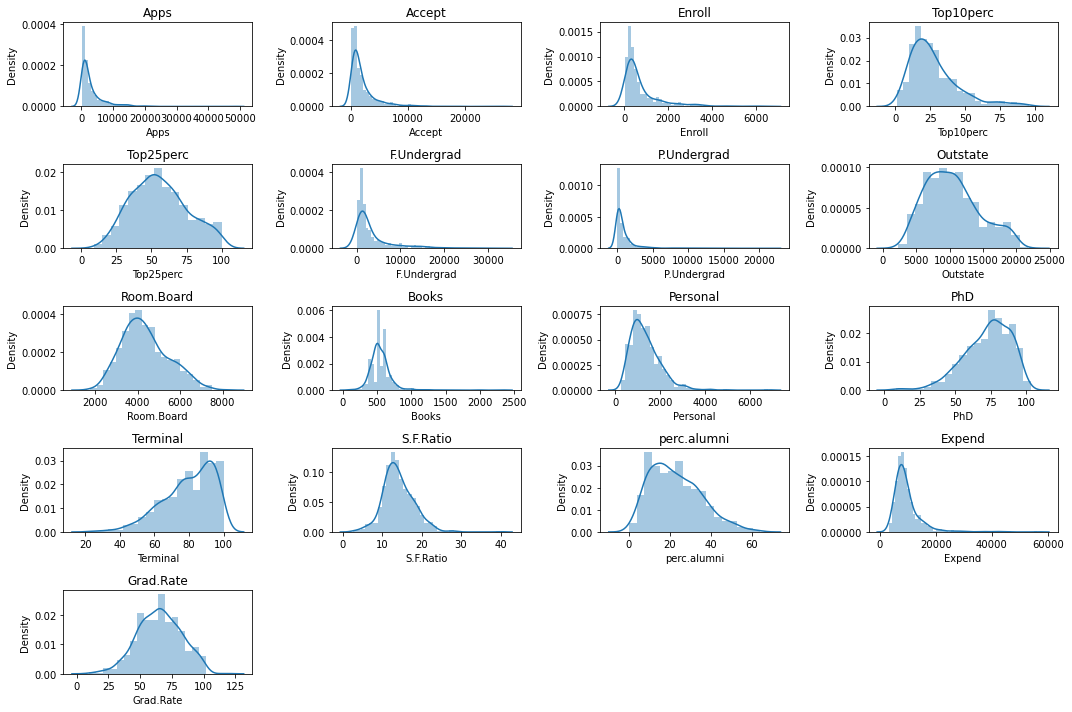 Apps Accept Enroll Top10perc
Density 0.0004 0.0002 0.0000
0 10000 20000 30000 40000 50000
Apps
Density 0.0004 0.0002 0.0000
0 10000 20000
Accept
Density 0.0015 0.0010 0.0005 0.0000
0 2000 4000 6000
Enroll
Density 0.03 0.02 0.01 0.00
0 25 50 75 100
Top10perc
Top25perc F.Undergrad P.Undergrad Outstate
Density 0.02 0.01 0.00
0 25 50 75 100
Top25perc
Density 0.0004 0.0002 0.0000
0 10000 20000 30000
F.Undergrad
Density 0.0010 0.0005 0.0000
0 5000 10000 15000 20000
P.Undergrad
Density 0.00010 0.00005 0.00000
0 5000 10000 15000 20000 25000
Outstate
Room.Board Books Personal PhD
Density 0.0004 0.0002 0.0000
2000 4000 6000 8000
Room.Board
Density 0.006 0.004 0.002 0.000
0 500 1000 1500 2000 2500
Books
Density 0.00075 0.00050 0.00025 0.00000
0 2000 4000 6000
Personal
Density 0.02 0.01 0.00
0 25 50 75 100
PhD
Terminal S.F.Ratio perc.alumni Expend
Density 0.03 0.02 0.01 0.00
20 40 60 80 100
Terminal
Density 0.10 0.05 0.00
0 10 20 30 40
S.F.Ratio
Density 0.03 0.02 0.01 0.00
0 20 40 60
perc.alumni
Density 0.00015 0.00010 0.00005 0.00000
0 20000 40000 60000
Expend
Grad.Rate
Density 0.02 0.01 0.00
0 25 50 75 100 125
Grad.Rate